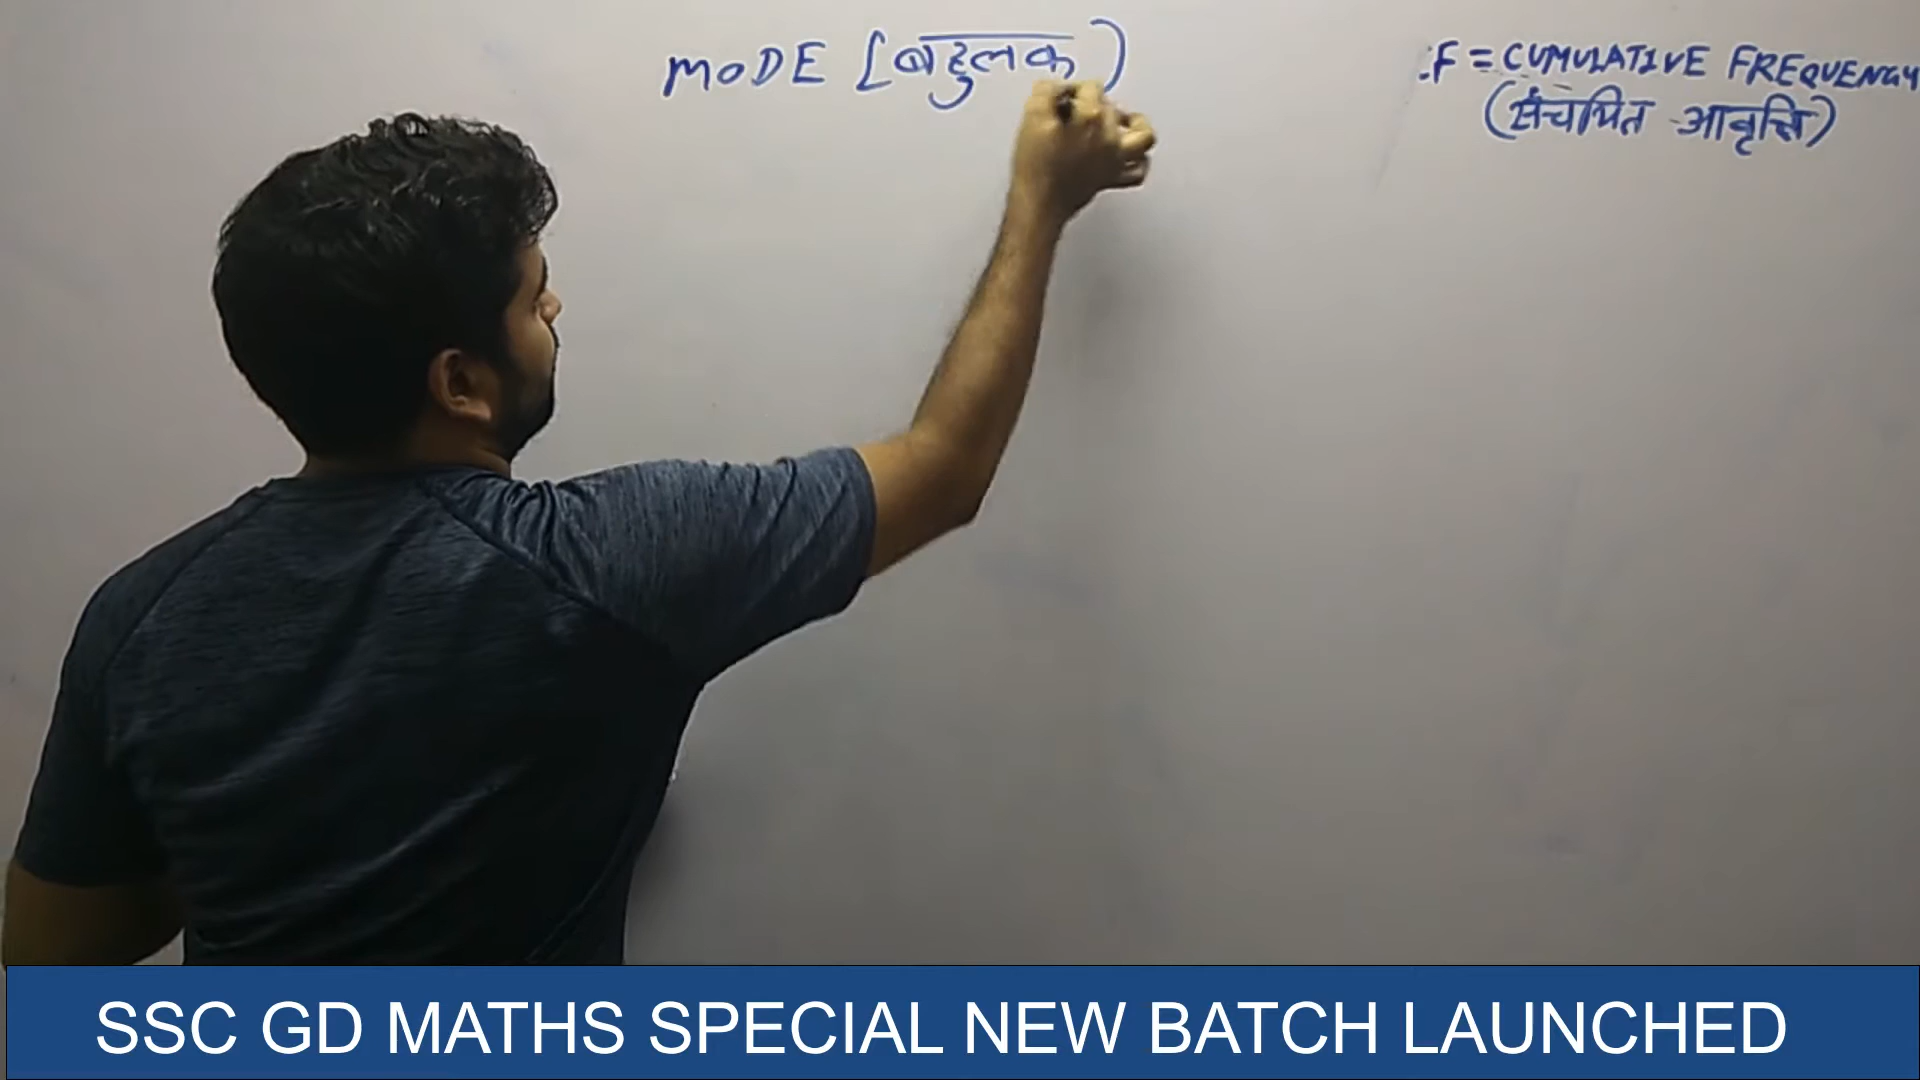 MODE [बहुलक)
.F = CUMULATIVE FREQUENCY
(संचयित आवृत्ति)
SSC GD MATHS SPECIAL NEW BATCH LAUNCHED